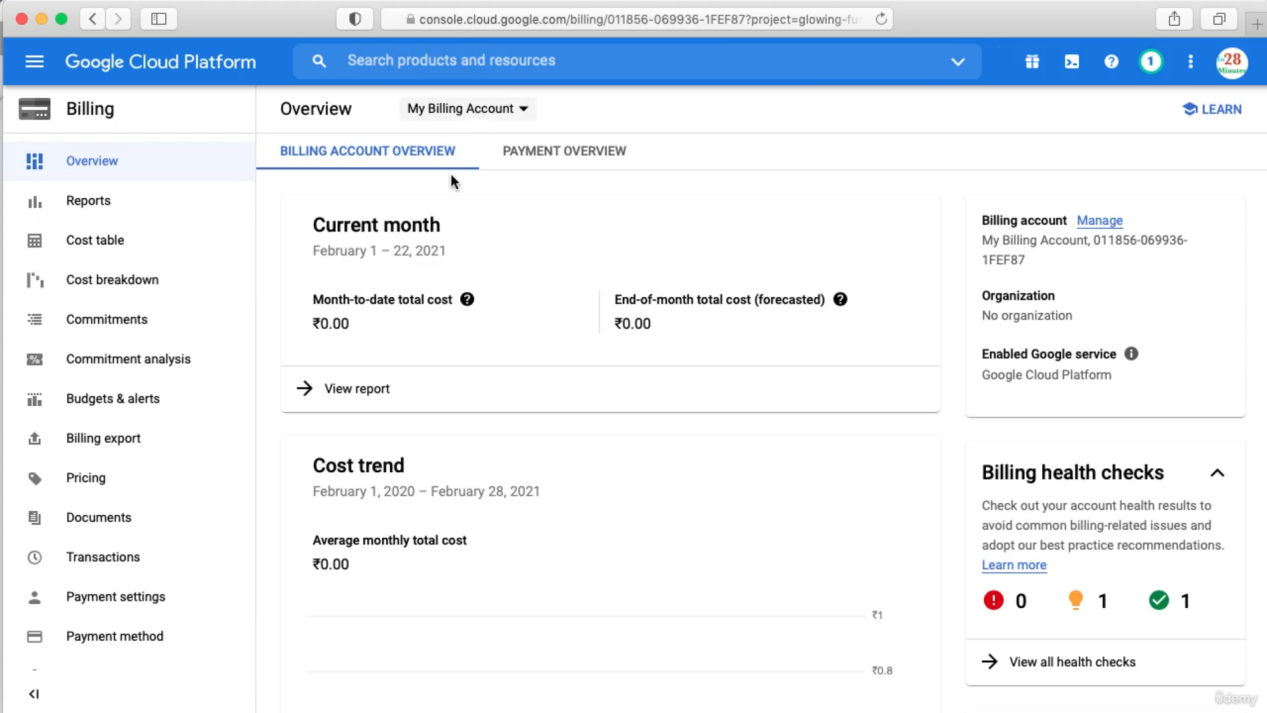 console.cloud.google.com/billing/011856-069936-1FEF87?project=glowing-fu
Google Cloud Platform
Search products and resources
1
in28
Minutes
Billing
Overview
My Billing Account
LEARN
Overview
Reports
Cost table
Cost breakdown
Commitments
Commitment analysis
Budgets & alerts
Billing export
Pricing
Documents
Transactions
Payment settings
Payment method
BILLING ACCOUNT OVERVIEW
PAYMENT OVERVIEW
Current month
February 1 – 22, 2021
Month-to-date total cost
₹0.00
End-of-month total cost (forecasted)
₹0.00
View report
Cost trend
February 1, 2020 – February 28, 2021
Average monthly total cost
₹0.00
₹1
₹0.8
Billing account Manage
My Billing Account, 011856-069936-
1FEF87
Organization
No organization
Enabled Google service
Google Cloud Platform
Billing health checks
Check out your account health results to
avoid common billing-related issues and
adopt our best practice recommendations.
Learn more
0
1
1
View all health checks
ûdemy